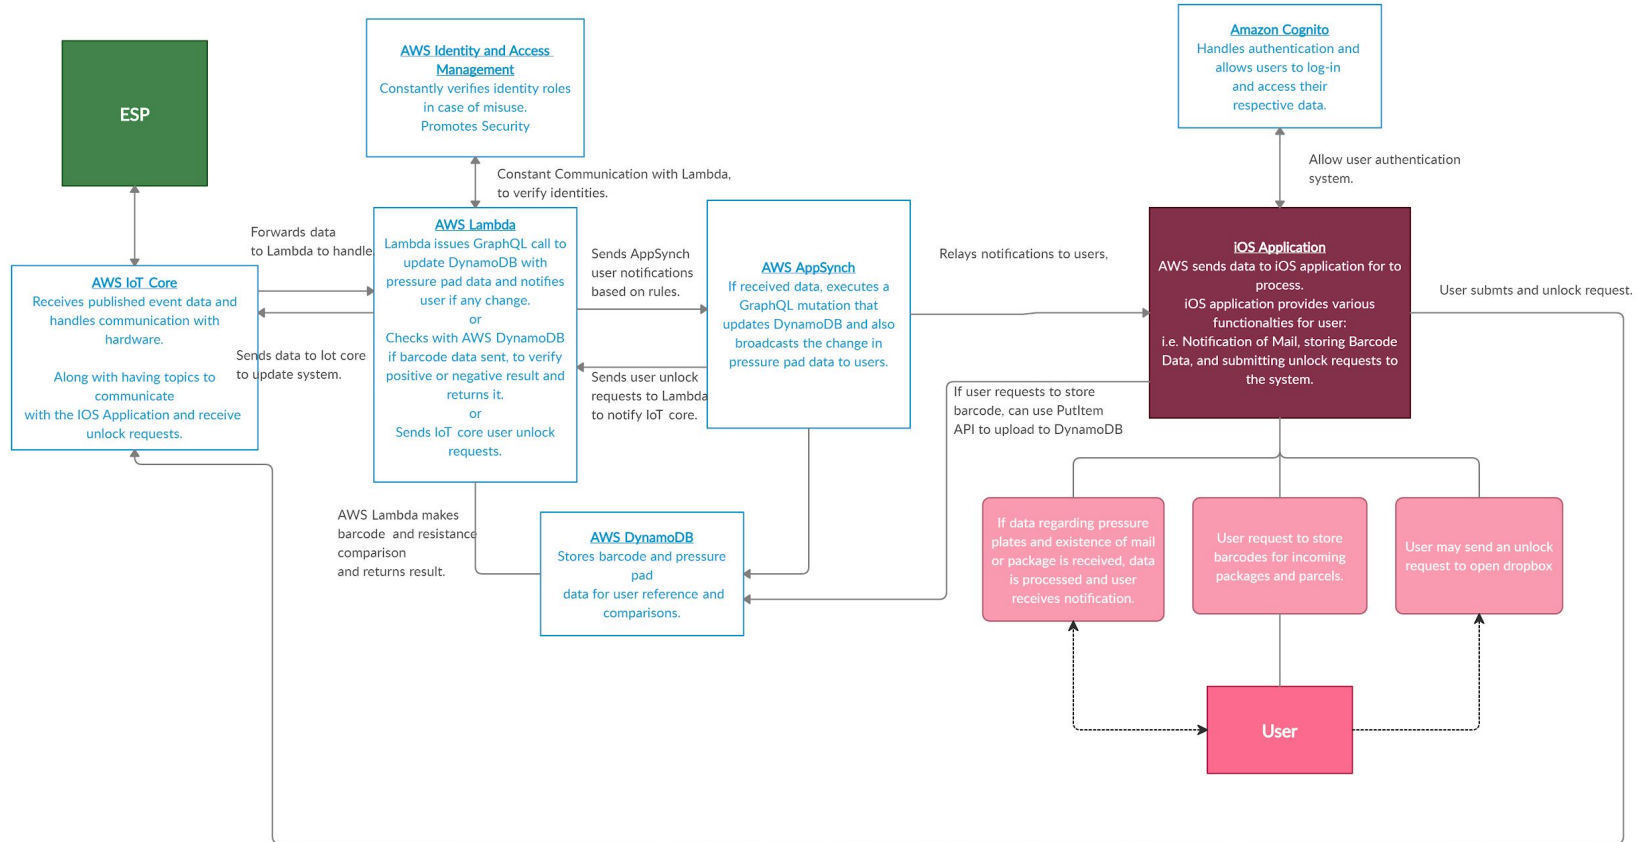 ESP
AWS Identity and Access
Management
Constantly verifies identity roles
in case of misuse.
Promotes Security
Amazon Cognito
Handles authentication and
allows users to log-in
and access their
respective data.
Constant Communication with Lambda,
to verify identities.
Allow user authentication
system.
Forwards data
to Lambda to handle
AWS IoT Core
Receives published event data and
handles communication with
hardware.
Along with having topics to
communicate
with the IOS Application and receive
unlock requests.
Sends data to Iot core
to update system.
AWS Lambda
Lambda issues GraphQL call to
update DynamoDB with
pressure pad data and notifies
user if any change.
or
Checks with AWS DynamoDB
if barcode data sent, to verify
positive or negative result and
returns it.
or
Sends IoT core user unlock
requests.
Sends AppSynch
user notifications
based on rules.
Sends user unlock
requests to Lambda
to notify IoT core.
AWS AppSynch
If received data, executes a
GraphQL mutation that
updates DynamoDB and also
broadcasts the change in
pressure pad data to users.
Relays notifications to users,
iOS Application
AWS sends data to iOS application for to
process.
iOS application provides various
functionalties for user:
i.e. Notification of Mail, storing Barcode
Data, and submitting unlock requests to
the system.
User submts and unlock request.
If user requests to store
barcode, can use PutItem
API to upload to DynamoDB
AWS Lambda makes
barcode and resistance
comparison
and returns result.
AWS DynamoDB
Stores barcode and pressure
pad
data for user reference and
comparisons.
If data regarding pressure
plates and existence of mail
or package is received, data
is processed and user
receives notification.
User request to store
barcodes for incoming
packages and parcels.
User may send an unlock
request to open dropbox
User